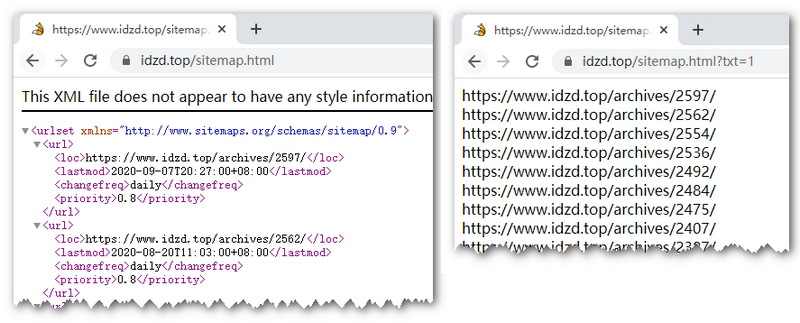 https://www.idzd.top/sitemap
idzd.top/sitemap.html
This XML file does not appear to have any style information
<urlset xmlns="http://www.sitemaps.org/schemas/sitemap/0.9">
<url>
<loc>https://www.idzd.top/archives/2597/</loc>
<lastmod>2020-09-07T20:27:00+08:00</lastmod>
<changefreq>daily</changefreq>
<priority>0.8</priority>
</url>
<url>
<loc>https://www.idzd.top/archives/2562/</loc>
<lastmod>2020-08-20T11:03:00+08:00</lastmod>
<changefreq>daily</changefreq>
<priority>0.8</priority>
</url>
https://www.idzd.top/sitemap
idzd.top/sitemap.html?txt=1
https://www.idzd.top/archives/2597/
https://www.idzd.top/archives/2562/
https://www.idzd.top/archives/2554/
https://www.idzd.top/archives/2536/
https://www.idzd.top/archives/2492/
https://www.idzd.top/archives/2484/
https://www.idzd.top/archives/2475/
https://www.idzd.top/archives/2407/